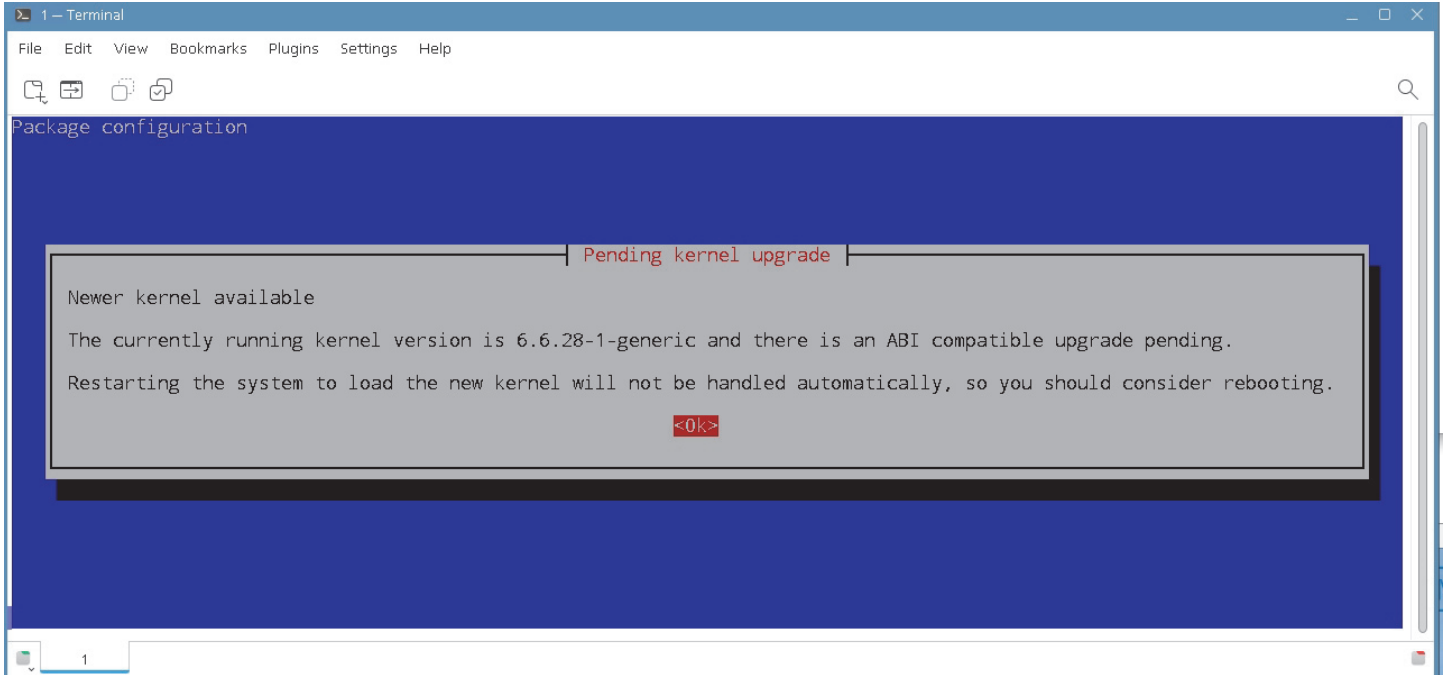 1 — Terminal
File Edit View Bookmarks Plugins Settings Help
Package configuration
Pending kernel upgrade
Newer kernel available
The currently running kernel version is 6.6.28-1-generic and there is an ABI compatible upgrade pending.
Restarting the system to load the new kernel will not be handled automatically, so you should consider rebooting.
<Ok>
1